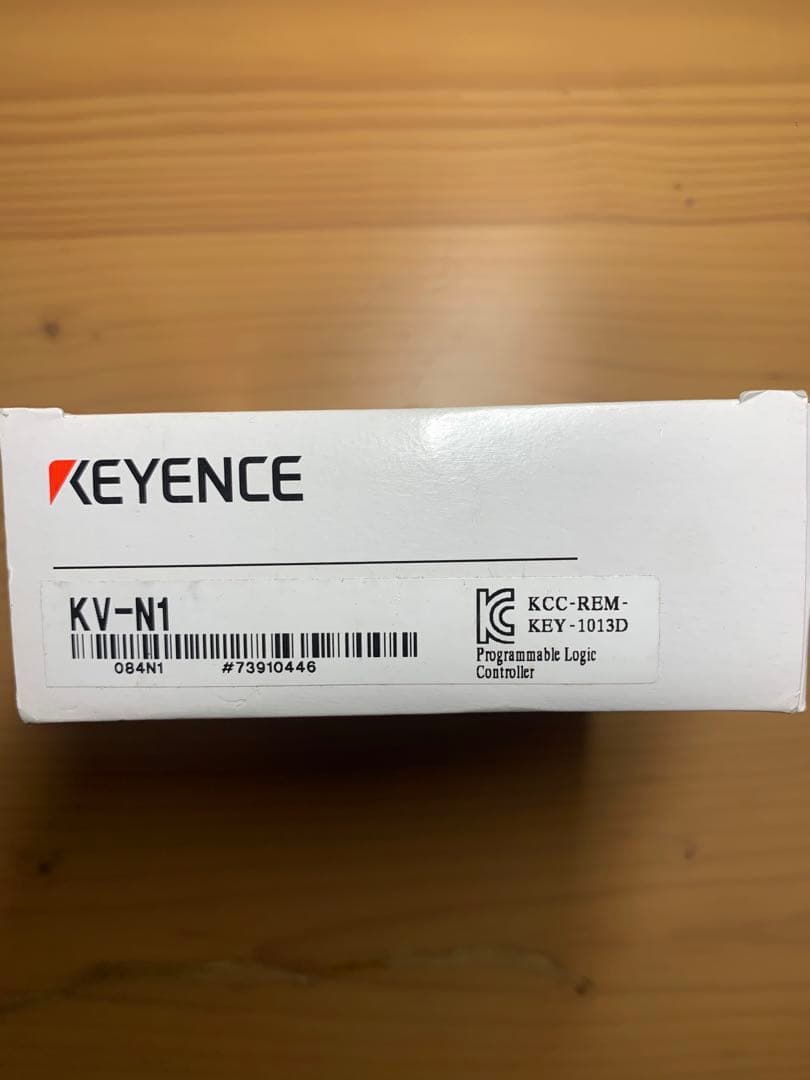 KEYENCE
KV-N1
084N1 #73910446
KCC-REM-
KEY-1013D
Programmable Logic
Controller